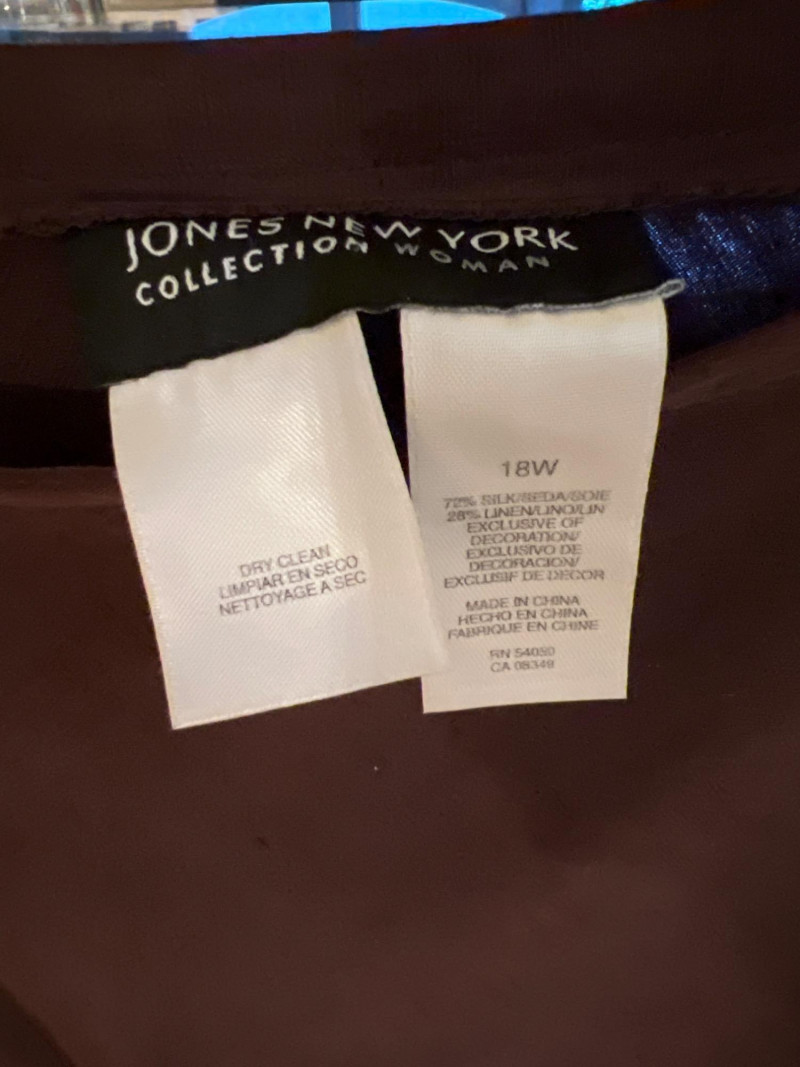 JONES NEW YORK
COLLECTION WOMAN
DRY CLEAN
LIMPIAR EN SECO
NETTOYAGE A SEC
18W
72% SILK/SEDA/SOIE
28% LINEN/LINO/LIN
EXCLUSIVE OF
DECORATION/
EXCLUSIVO DE
DECORACION/
EXCLUSIF DE DECOR
MADE IN CHINA
HECHO EN CHINA
FABRIQUE EN CHINE
RN 54050
CA 08349